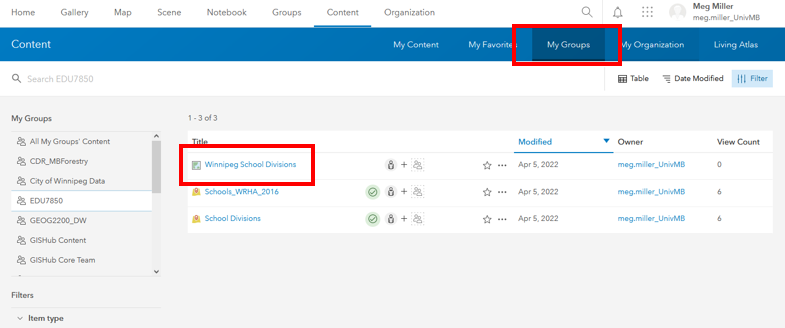 Home Gallery Map Scene Notebook Groups Content Organization Meg Miller
meg.miller_UnivMB
Content My Content My Favorites My Groups My Organization Living Atlas
Search EDU7850 Table Date Modified Filter
My Groups
All My Groups' Content
CDR_MBForestry
City of Winnipeg Data
EDU7850
GEOG2200_DW
GISHub Content
GISHub Core Team
Filters
Item type
1 - 3 of 3
Title Modified Owner View Count
Winnipeg School Divisions Apr 5, 2022 meg.miller_UnivMB 0
Schools_WRHA_2016 Apr 5, 2022 meg.miller_UnivMB 6
School Divisions Apr 5, 2022 meg.miller_UnivMB 6